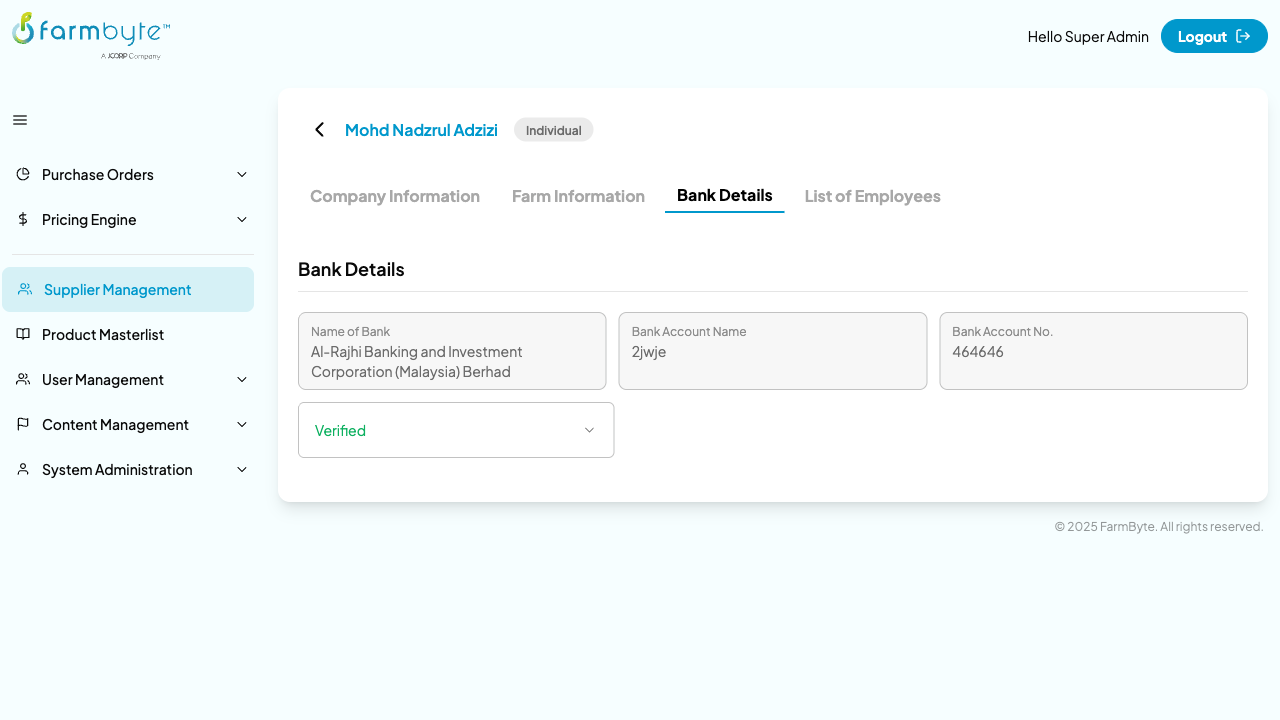 farmbyte™
A JCORP Company
Hello Super Admin
Logout
Purchase Orders
Pricing Engine
Supplier Management
Product Masterlist
User Management
Content Management
System Administration
Mohd Nadzrul Adzizi
Individual
Company Information
Farm Information
Bank Details
List of Employees
Bank Details
Name of Bank
Al-Rajhi Banking and Investment
Corporation (Malaysia) Berhad
Bank Account Name
2jwje
Bank Account No.
464646
Verified
© 2025 FarmByte. All rights reserved.